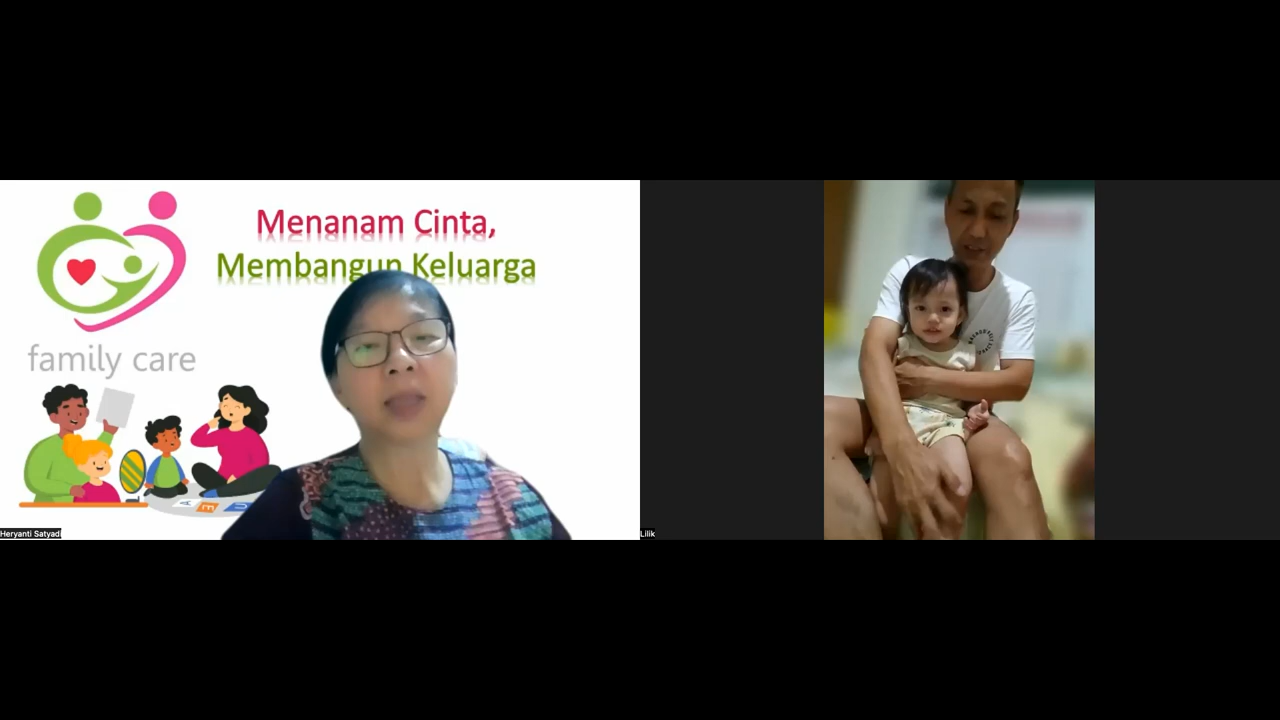 Menanam Cinta,
Membangun Keluarga
family care
A E U
Heryanti Satyadi
Lilik